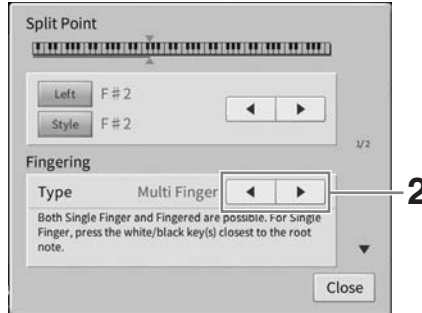 Split Point
Left F#2
Style F#2
1/2
Fingering
Type Multi Finger
2
Both Single Finger and Fingered are possible. For Single
Finger, press the white/black key(s) closest to the root
note.
Close